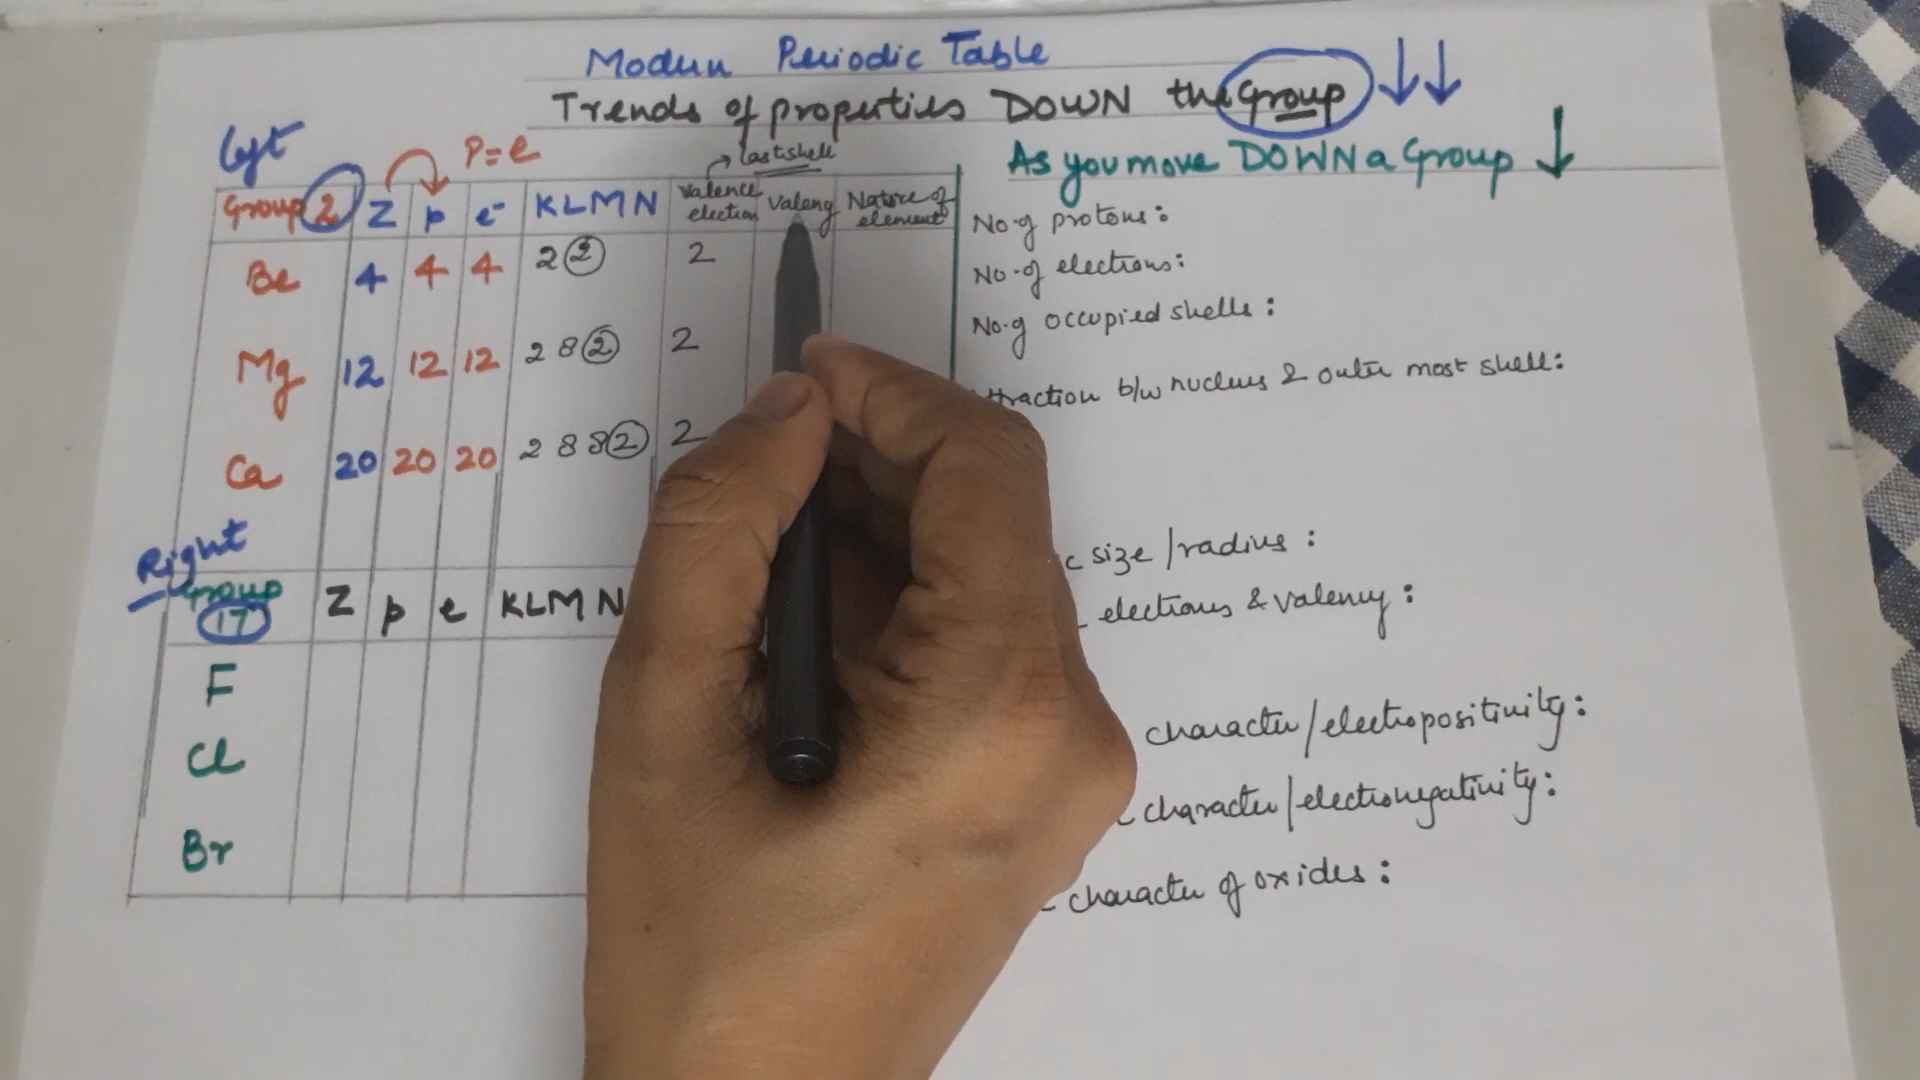 Modern Periodic Table
Trends of properties DOWN the Group ↓↓
Left
P=e
→ Last shell
As you move DOWN a Group ↓
Group 2 Z p e⁻ KLMN Valence electron Valency Nature of element
Be 4 4 4 2 2 2
Mg 12 12 12 2 8 2 2
Ca 20 20 20 2 8 8 2 2
Right
Group 17 Z p e KLMN
F
Cl
Br
No. of protons:
No. of electrons:
No. of occupied shells:
b/w nucleus & outer most shell:
size/radius:
electrons & valency:
character/electropositivity:
character/electronegativity:
character of oxides: